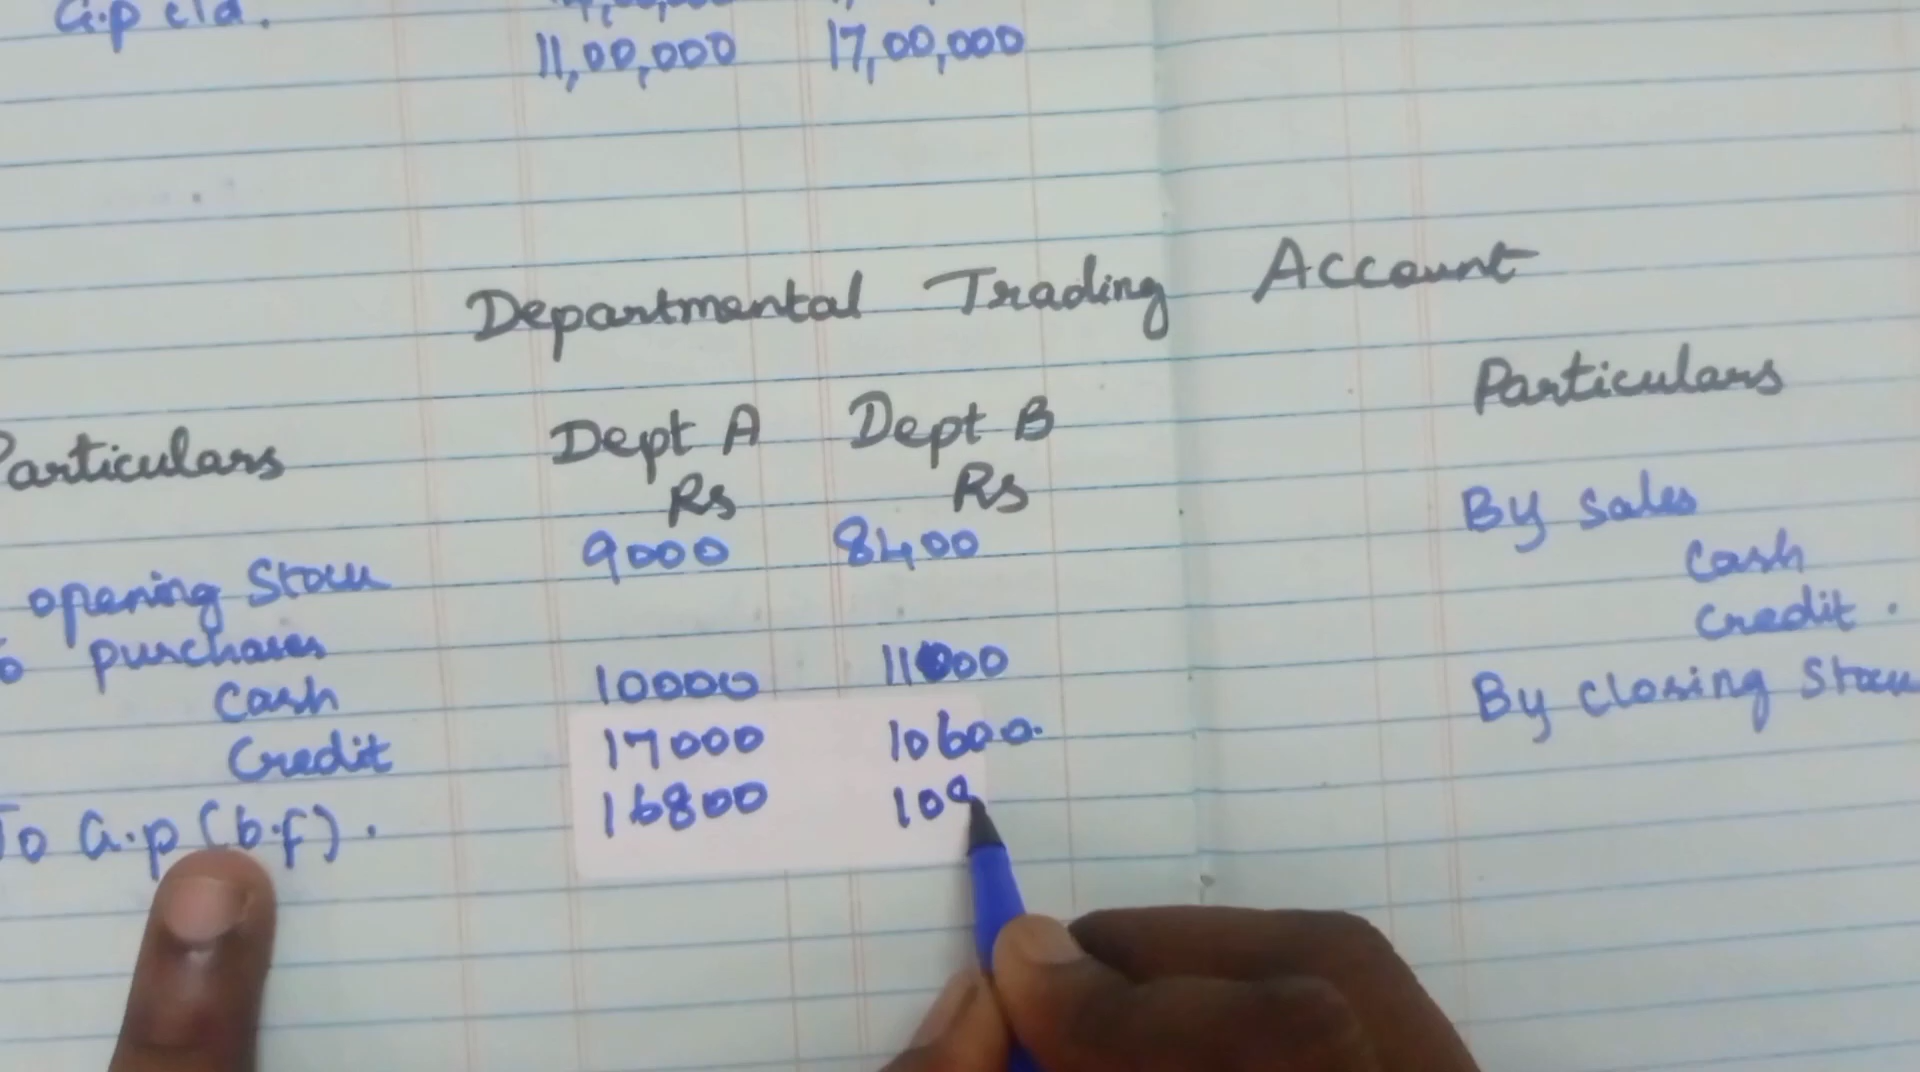 G.p c/d.
11,00,000 17,00,000
Departmental Trading Account
Particulars Dept A Dept B Particulars
Rs Rs
opening Stock 9000 8400 By Sales
purchases Cash
Cash 10000 11000 Credit.
Credit 17000 10600. By Closing Stock
To G.p (b.f). 16800 108